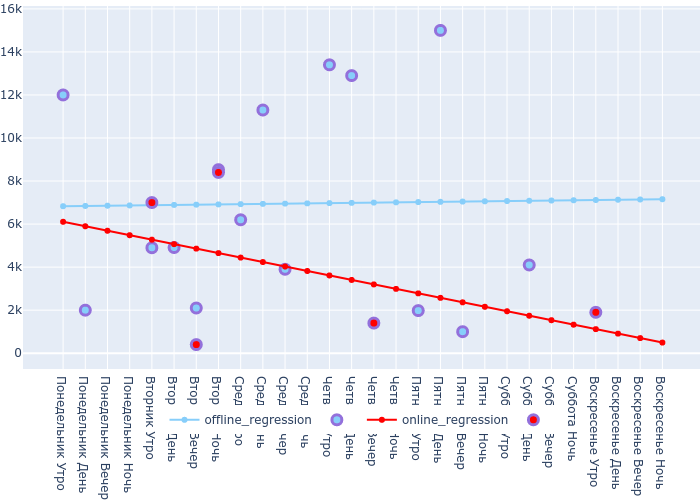 16k
14k
12k
10k
8k
6k
4k
2k
0
Понедельник Утро
Понедельник День
Понедельник Вечер
Понедельник Ночь
Вторник Утро
Втор День
Втор Вечер
Втор Ночь
Сред
Сред
Сред
Сред
Четв Утро
Четв День
Четв Вечер
Четв Ночь
Пятн Утро
Пятн День
Пятн Вечер
Пятн Ночь
Субб Утро
Субб День
Субб Вечер
Суббота Ночь
Воскресенье Утро
Воскресенье День
Воскресенье Вечер
Воскресенье Ночь
offline_regression
online_regression